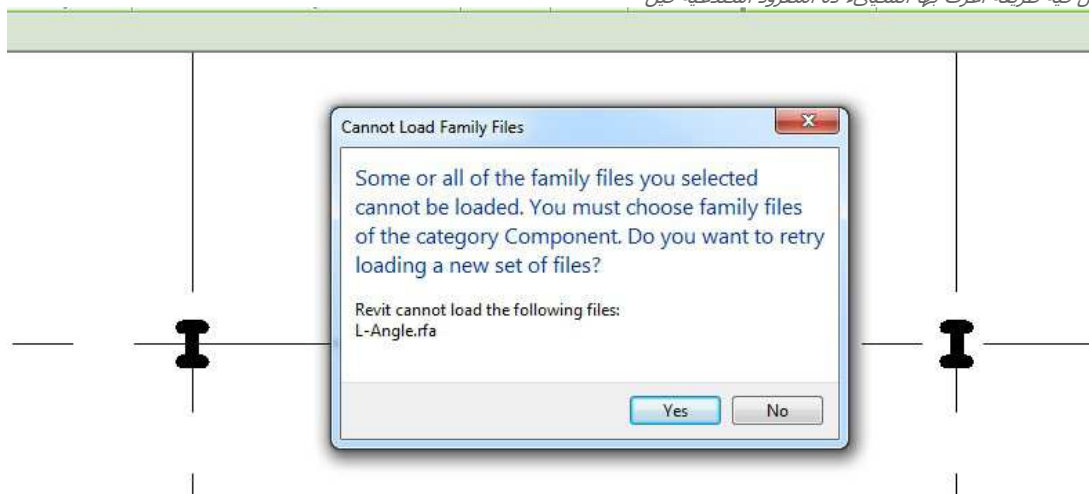 Cannot Load Family Files
Some or all of the family files you selected
cannot be loaded. You must choose family files
of the category Component. Do you want to retry
loading a new set of files?
Revit cannot load the following files:
L-Angle.rfa
Yes
No